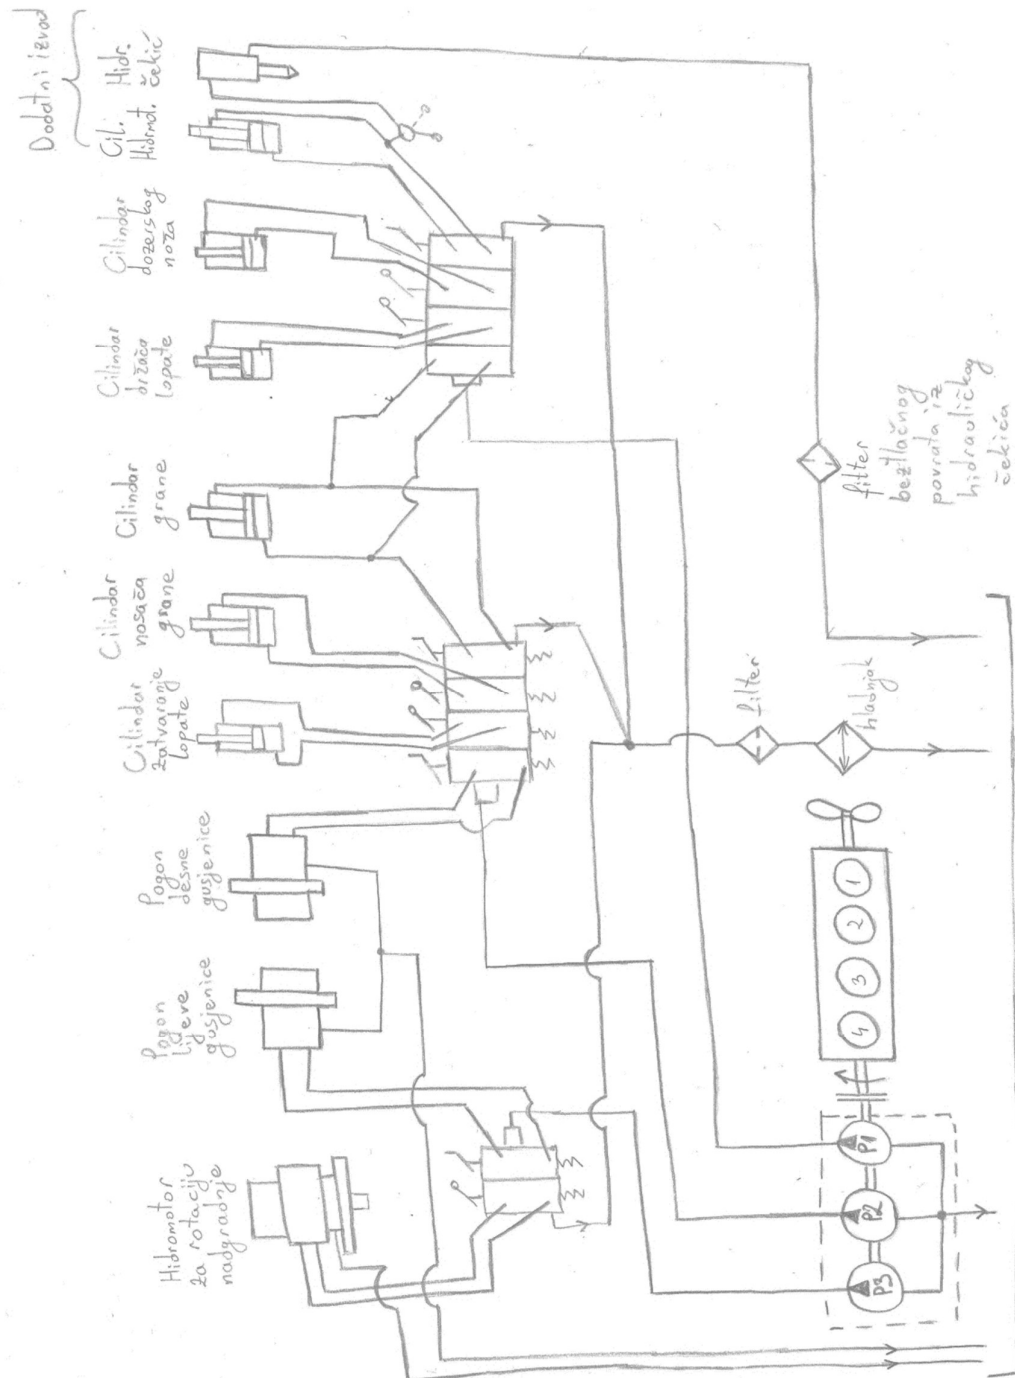 Dodatni izvod
Hidr.
čekić
Cil.
Hidrmot.
Cilindar
dozerskog
noža
Cilindar
držača
lopate
Cilindar
grane
Cilindar
nosača
grane
Cilindar
zatvaranje
lopate
Pogon
desne
gusjenice
Pogon
lijeve
gusjenice
Hidromotor
za rotaciju
nadgradnje
filter
beztlačnog
povrata iz
hidrauličkog
čekića
filter
hladnjak
1
2
3
4
P1
P2
P3